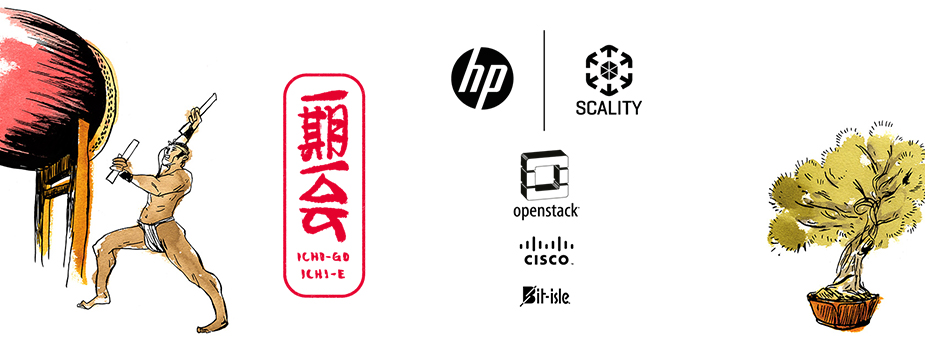 一期一会
ICHI-GO
ICHI-E
hp
SCALITY
openstack
CISCO
Bit-isle